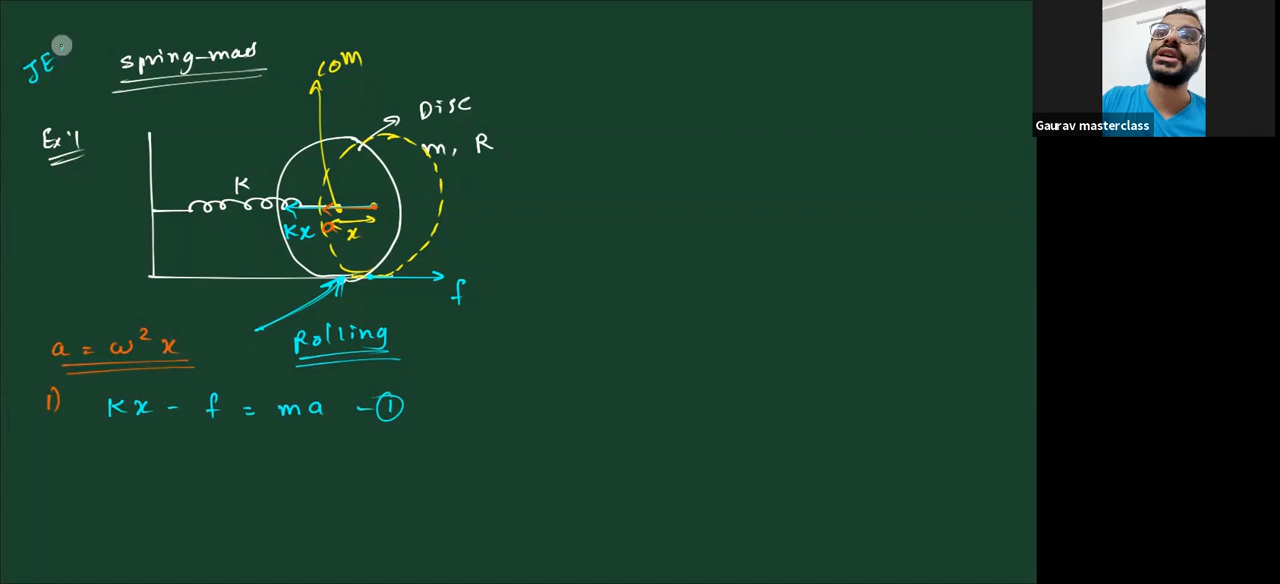 JE
spring-mass
COM
Disc
Ex:1
m, R
K
Kx
a
x
f
Rolling
a = ω² x
1) Kx - f = ma -①
Gaurav masterclass